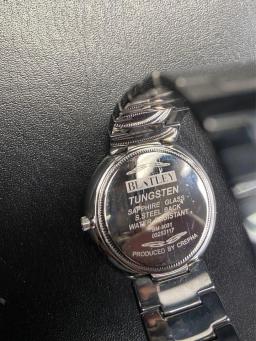 BENTLEY
TUNGSTEN
SAPPHIRE GLASS
S.STEEL BACK
WATER RESISTANT
PRODUCED BY CREPHA